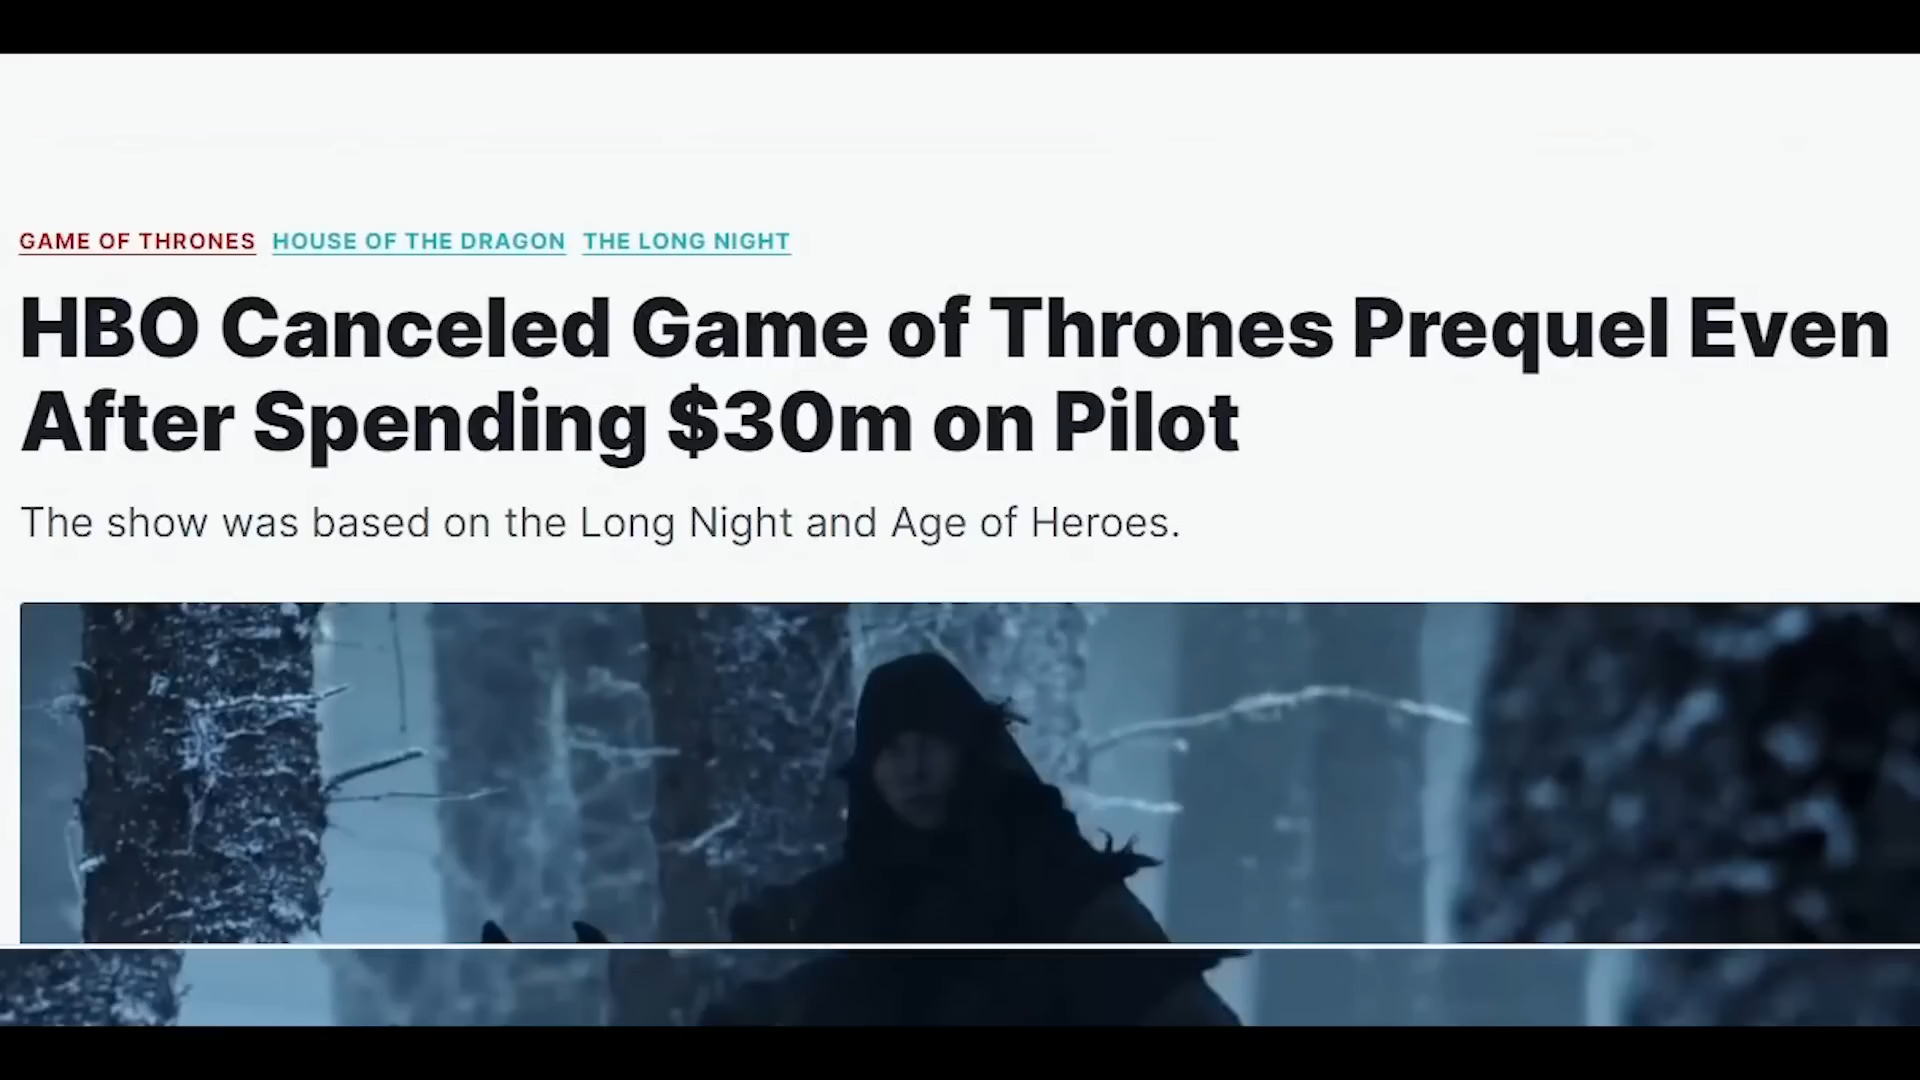 GAME OF THRONES HOUSE OF THE DRAGON THE LONG NIGHT
HBO Canceled Game of Thrones Prequel Even
After Spending $30m on Pilot
The show was based on the Long Night and Age of Heroes.